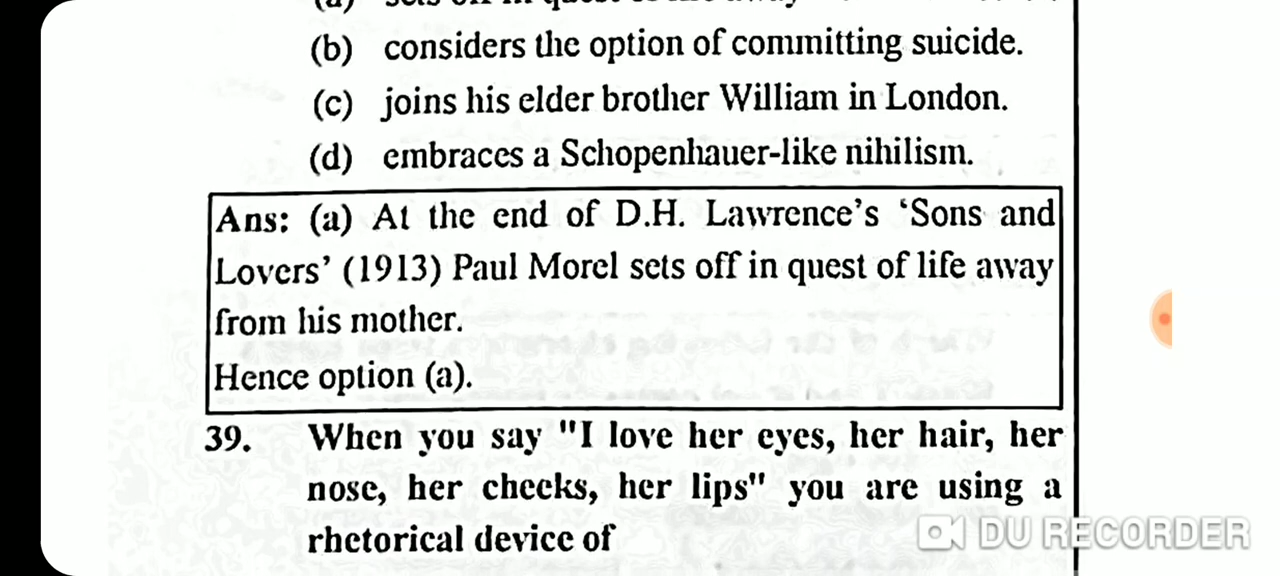 (b) considers the option of committing suicide.
(c) joins his elder brother William in London.
(d) embraces a Schopenhauer-like nihilism.
Ans: (a) At the end of D.H. Lawrence's 'Sons and
Lovers' (1913) Paul Morel sets off in quest of life away
from his mother.
Hence option (a).
39. When you say "I love her eyes, her hair, her
nose, her cheeks, her lips" you are using a
rhetorical device of
DU RECORDER